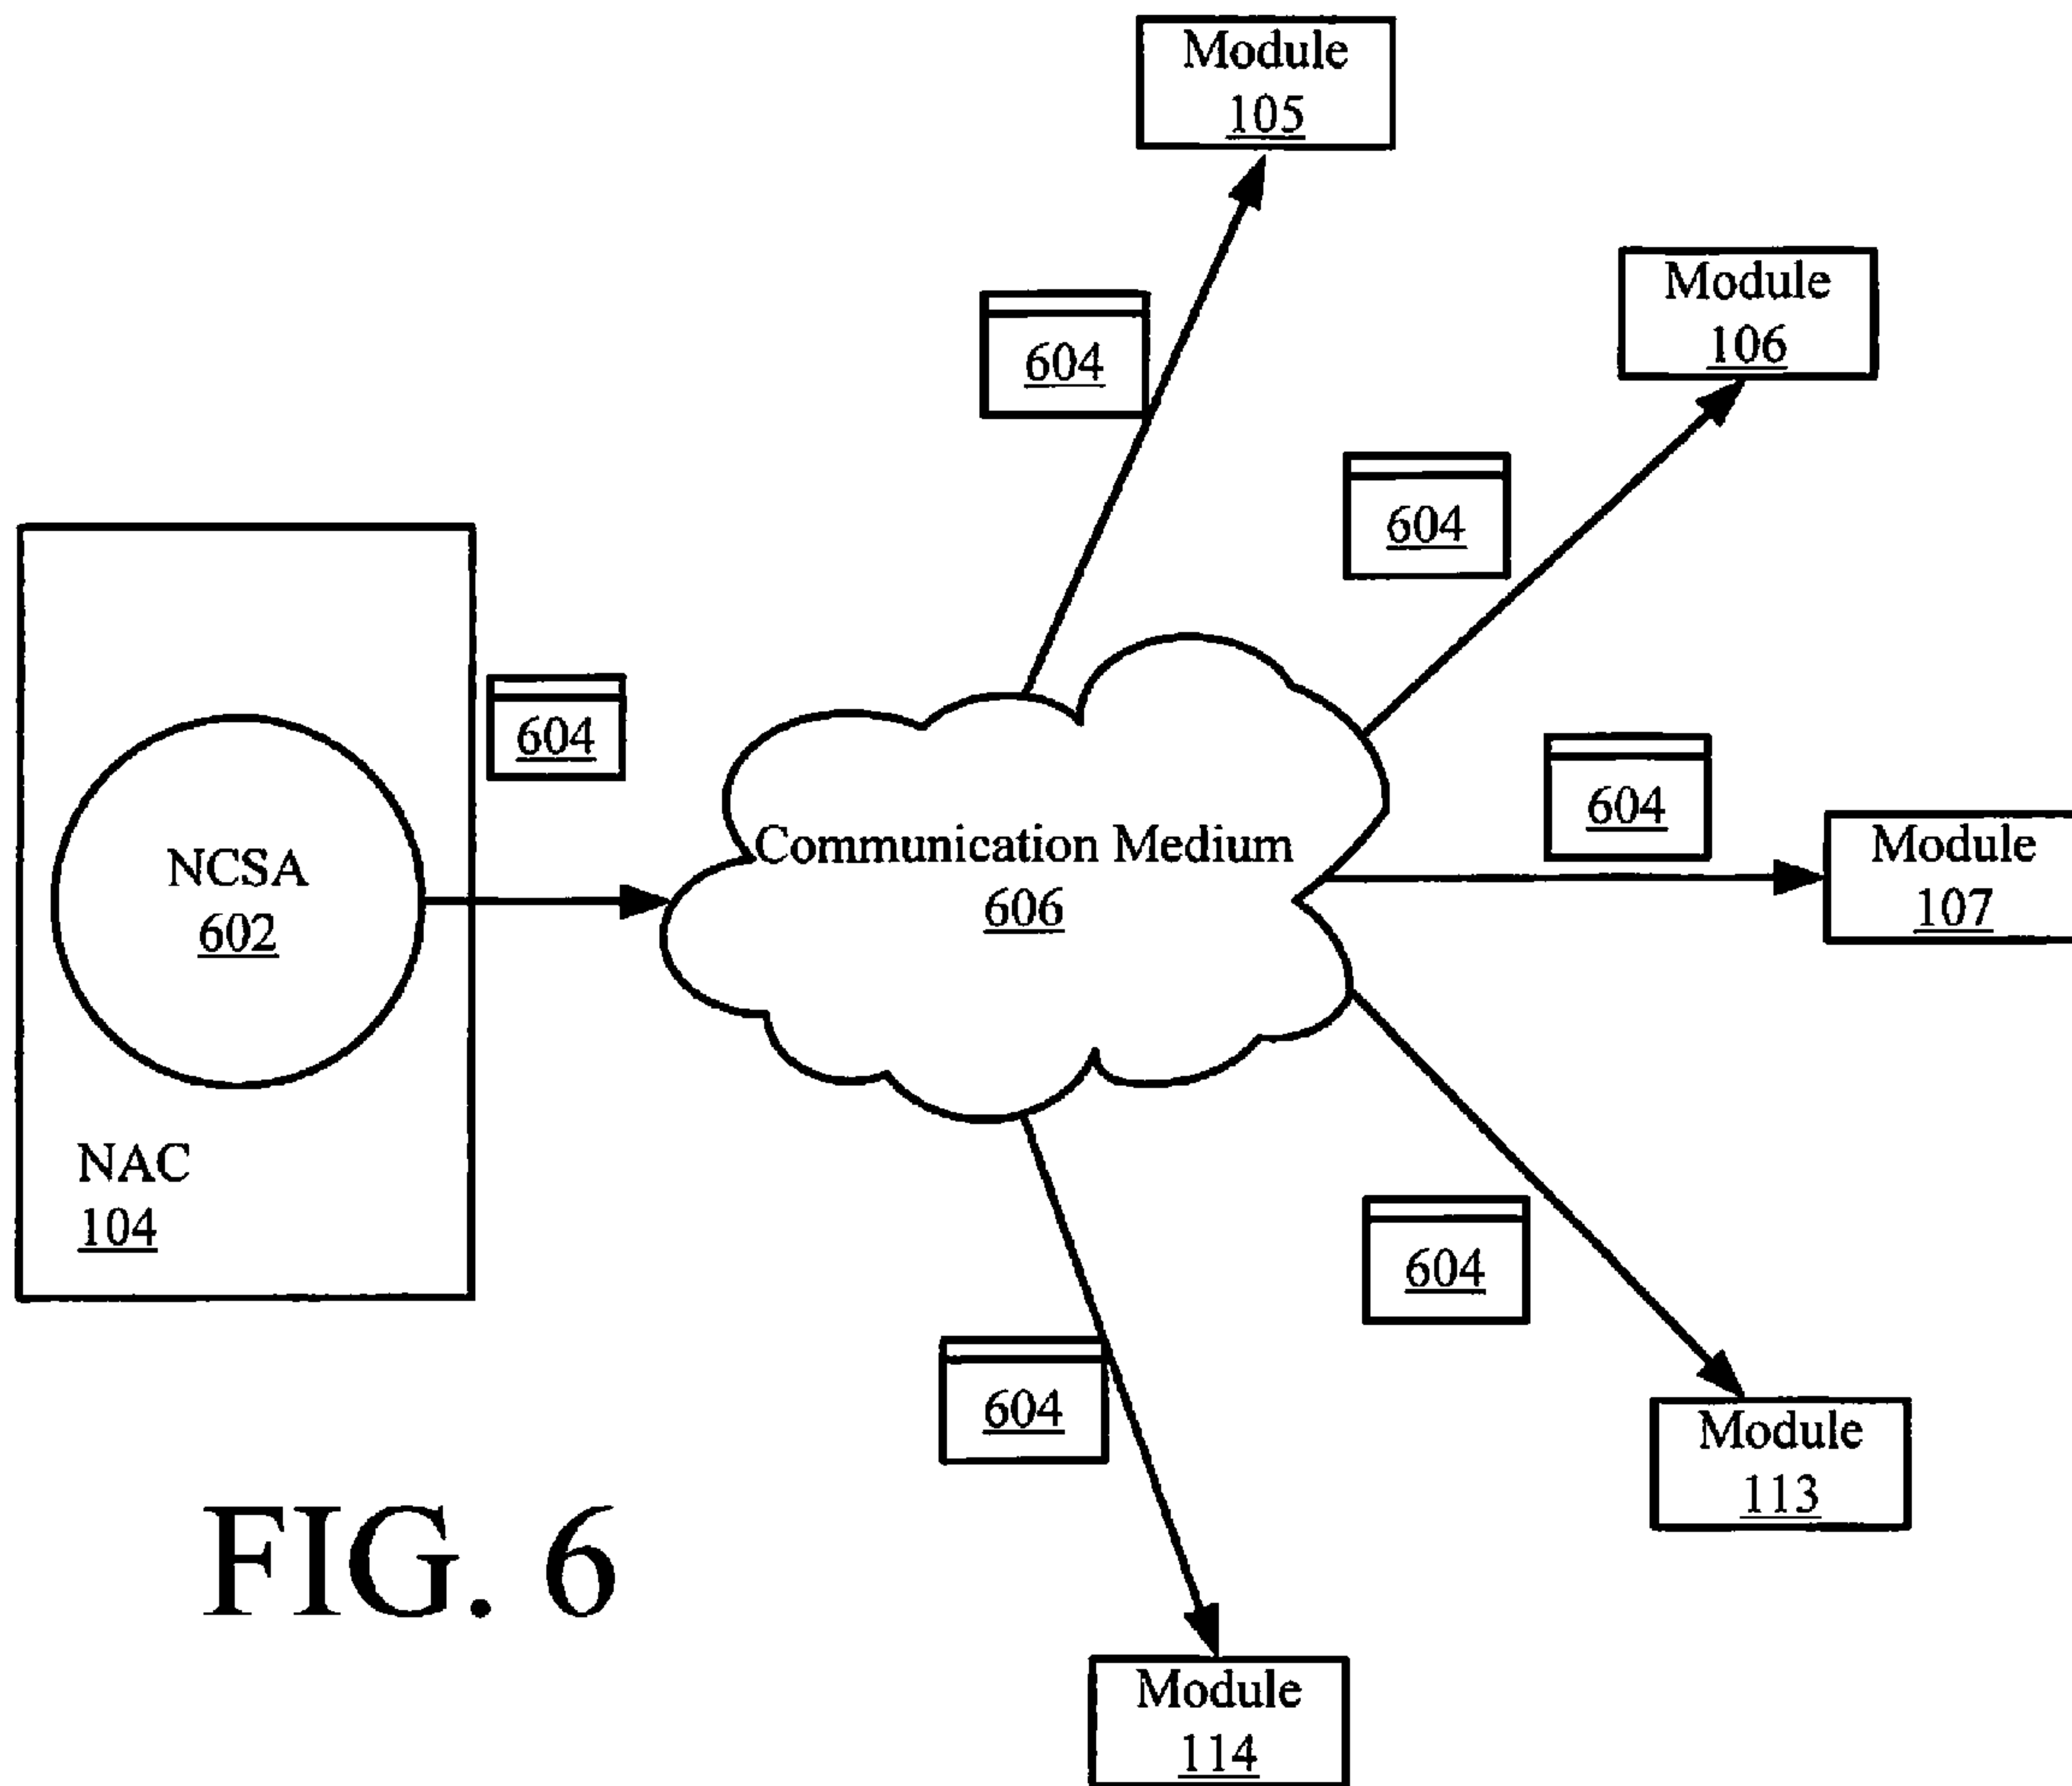 Module
105
Module
106
604
604
604
604
Module
107
NCSA
602
Communication Medium
606
NAC
104
604
604
Module
113
FIG. 6
Module
114